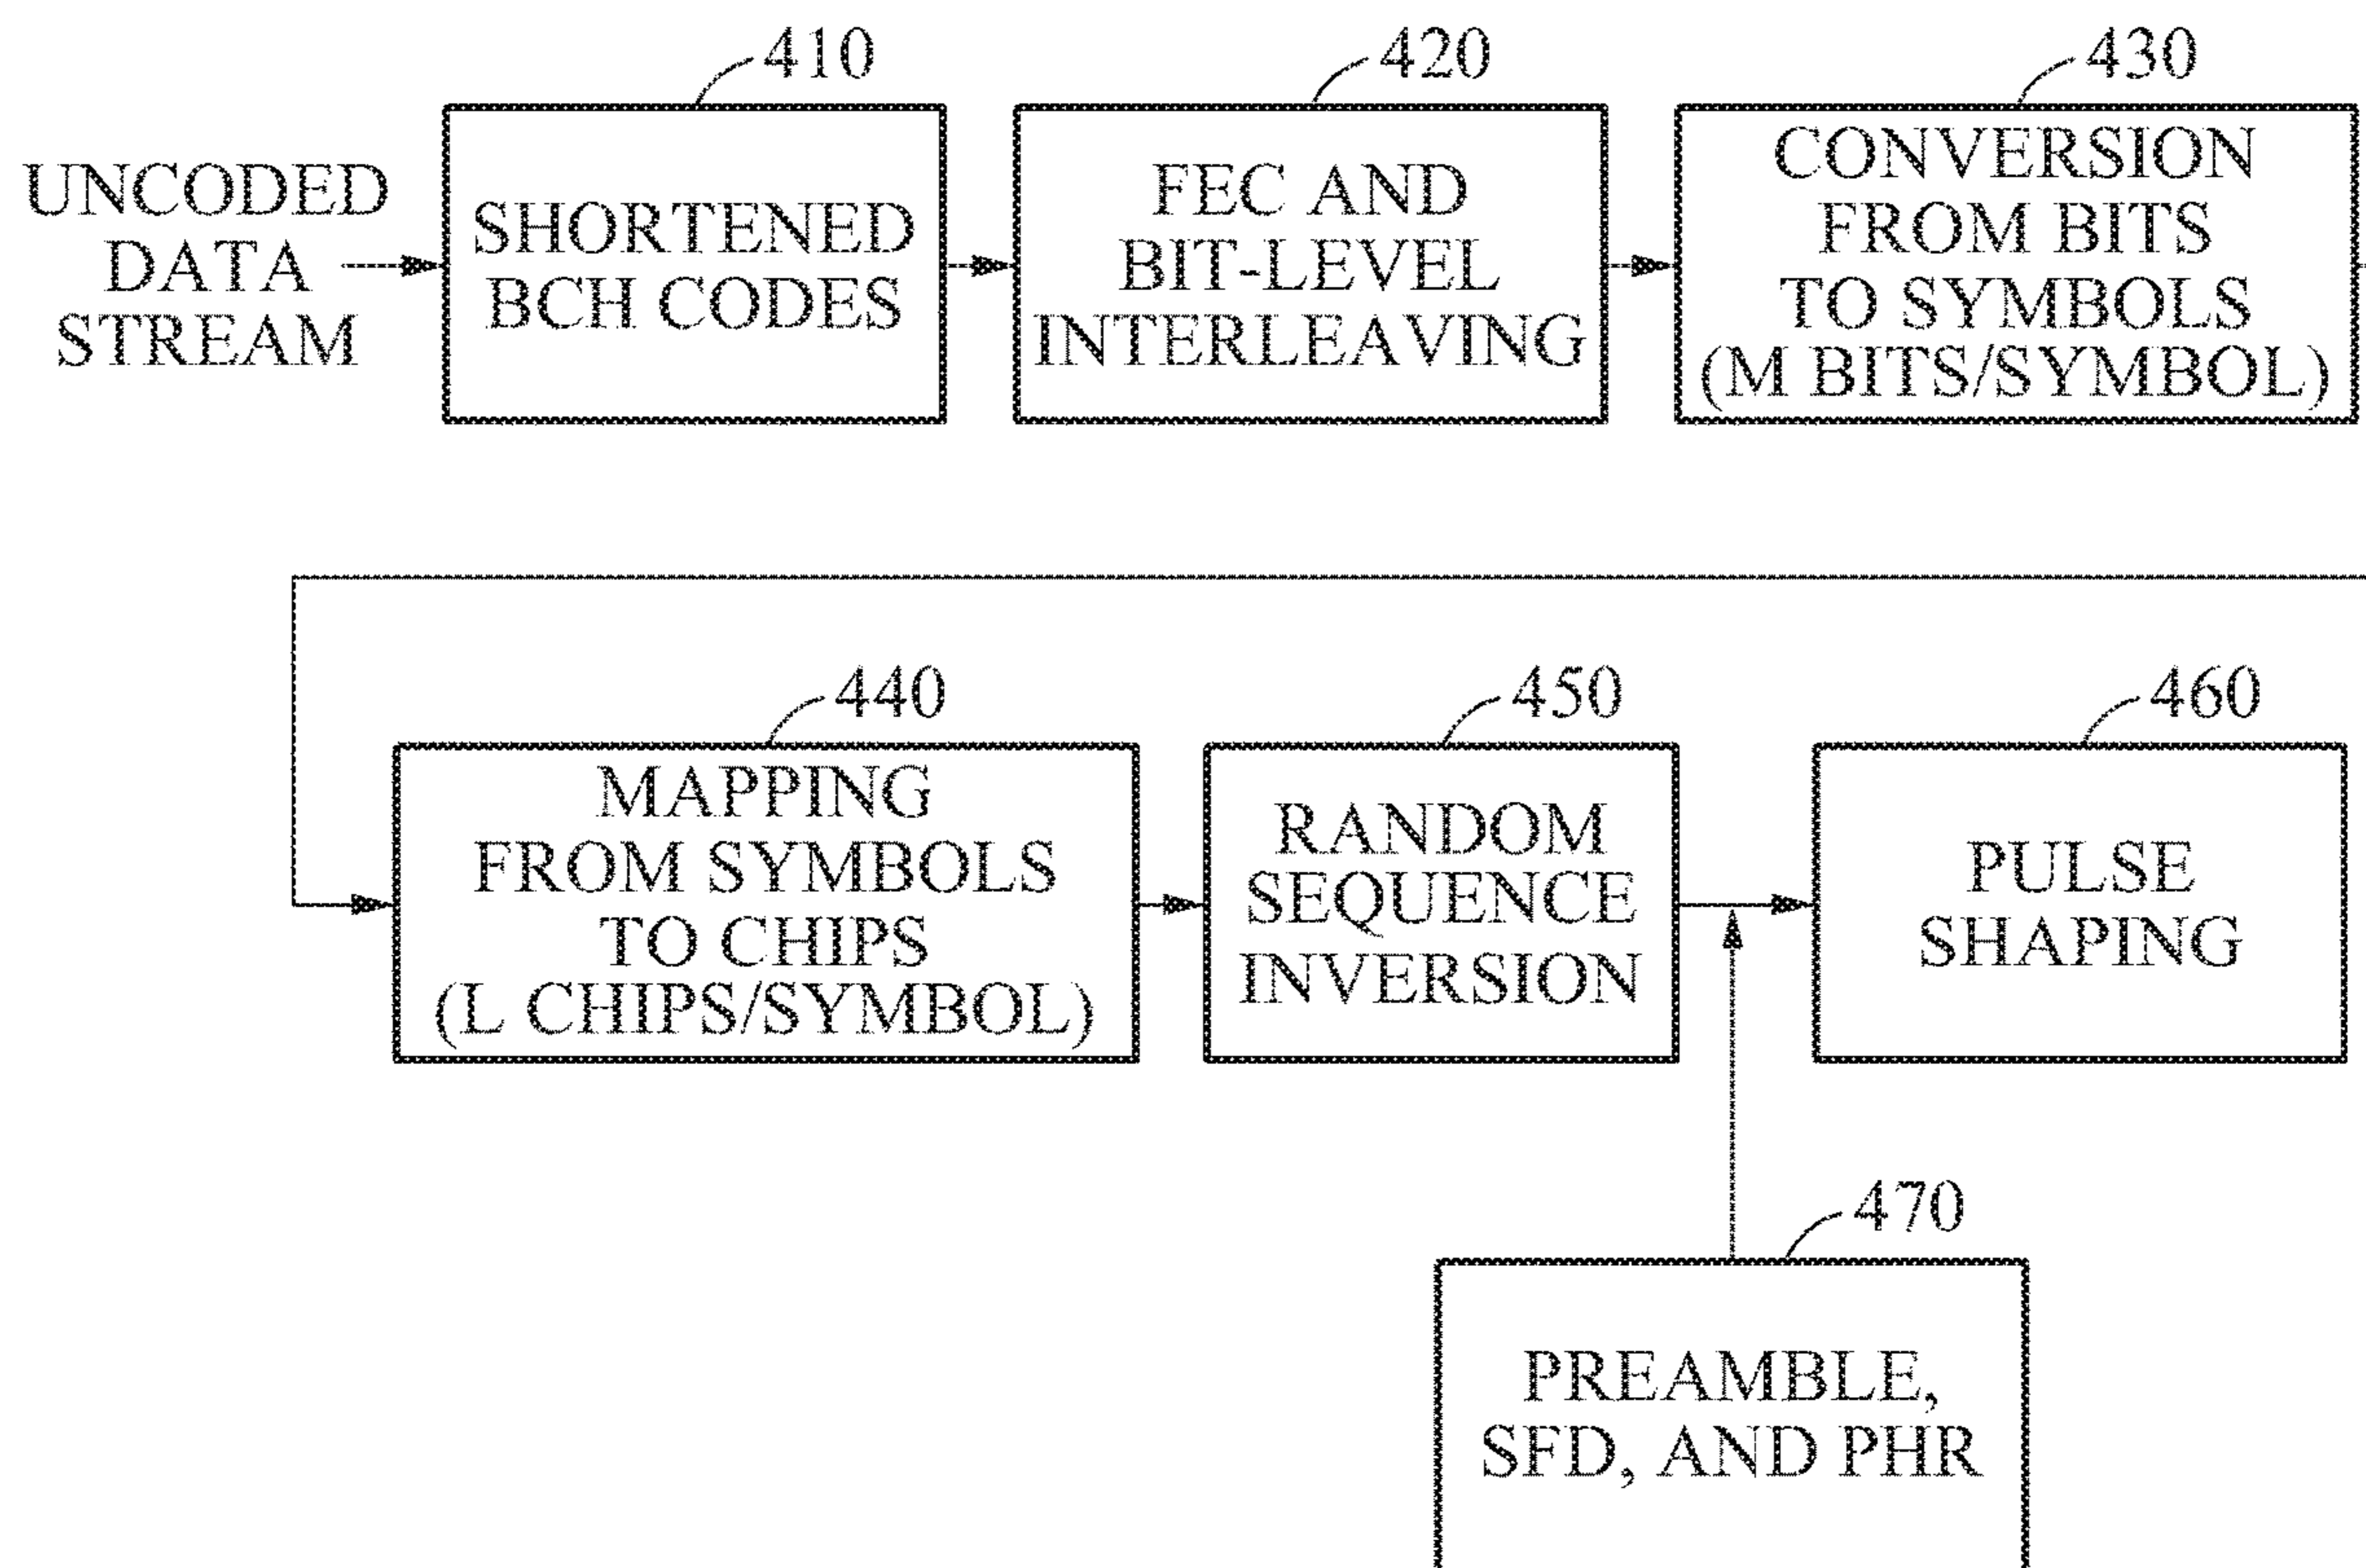 410
420
430
UNCODED
DATA
STREAM
SHORTENED
BCH CODES
FEC AND
BIT-LEVEL
INTERLEAVING
CONVERSION
FROM BITS
TO SYMBOLS
(M BITS/SYMBOL)
440
450
460
MAPPING
FROM SYMBOLS
TO CHIPS
(L CHIPS/SYMBOL)
RANDOM
SEQUENCE
INVERSION
PULSE
SHAPING
470
PREAMBLE,
SFD, AND PHR